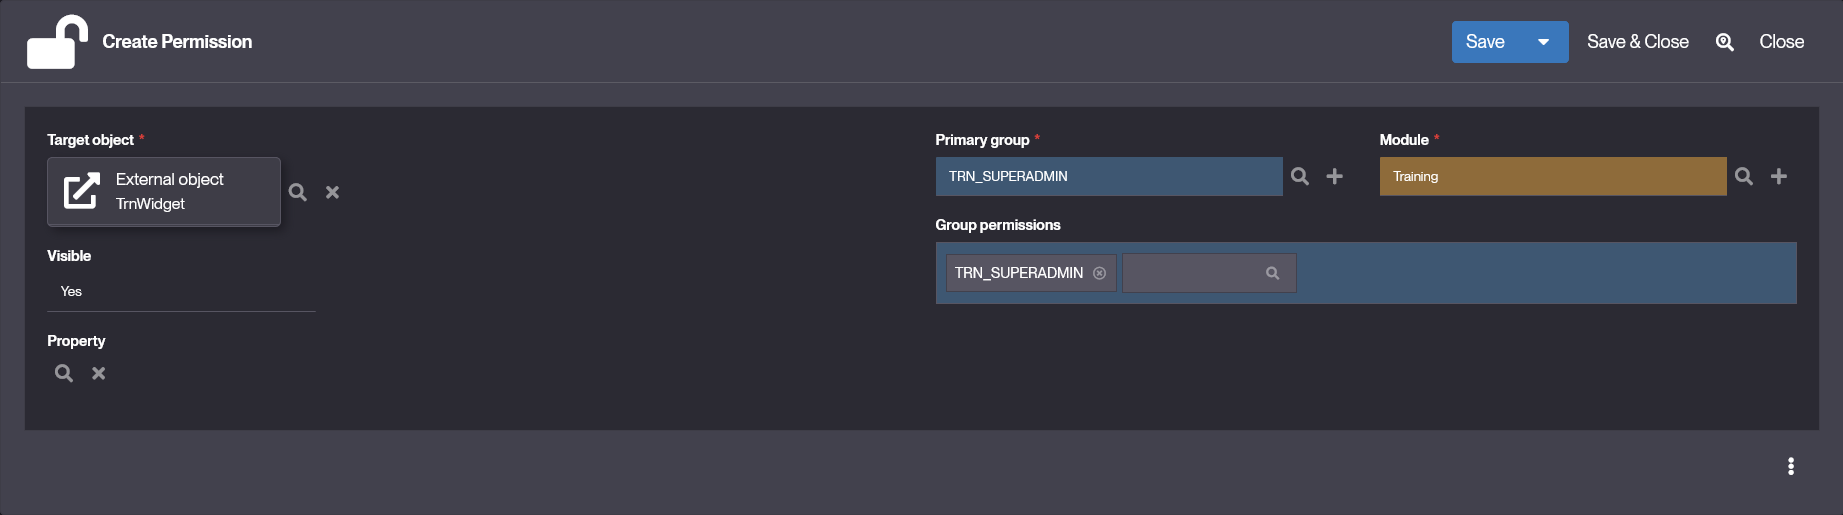 Create Permission
Save
Save & Close
Close
Target object *
External object
TrnWidget
Visible
Yes
Property
Primary group *
TRN_SUPERADMIN
Module *
Training
Group permissions
TRN_SUPERADMIN